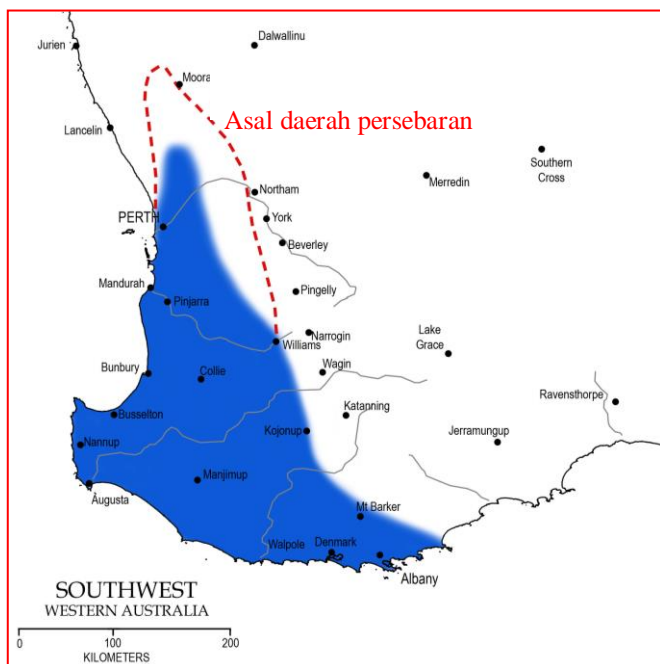 Dalwallinu
Jurien
Moora
Asal daerah persebaran
Lancelin
Southern
Cross
Merredin
Northam
PERTH
York
Beverley
Mandurah
Pingelly
Pinjarra
Narrogin
Williams
Lake
Grace
Bunbury
Collie
Wagin
Ravensthorpe
Busselton
Katanning
Kojonup
Jerramungup
Nannup
Manjimup
Augusta
Mt Barker
Walpole
Denmark
Albany
SOUTHWEST
WESTERN AUSTRALIA
0 100 200
KILOMETERS